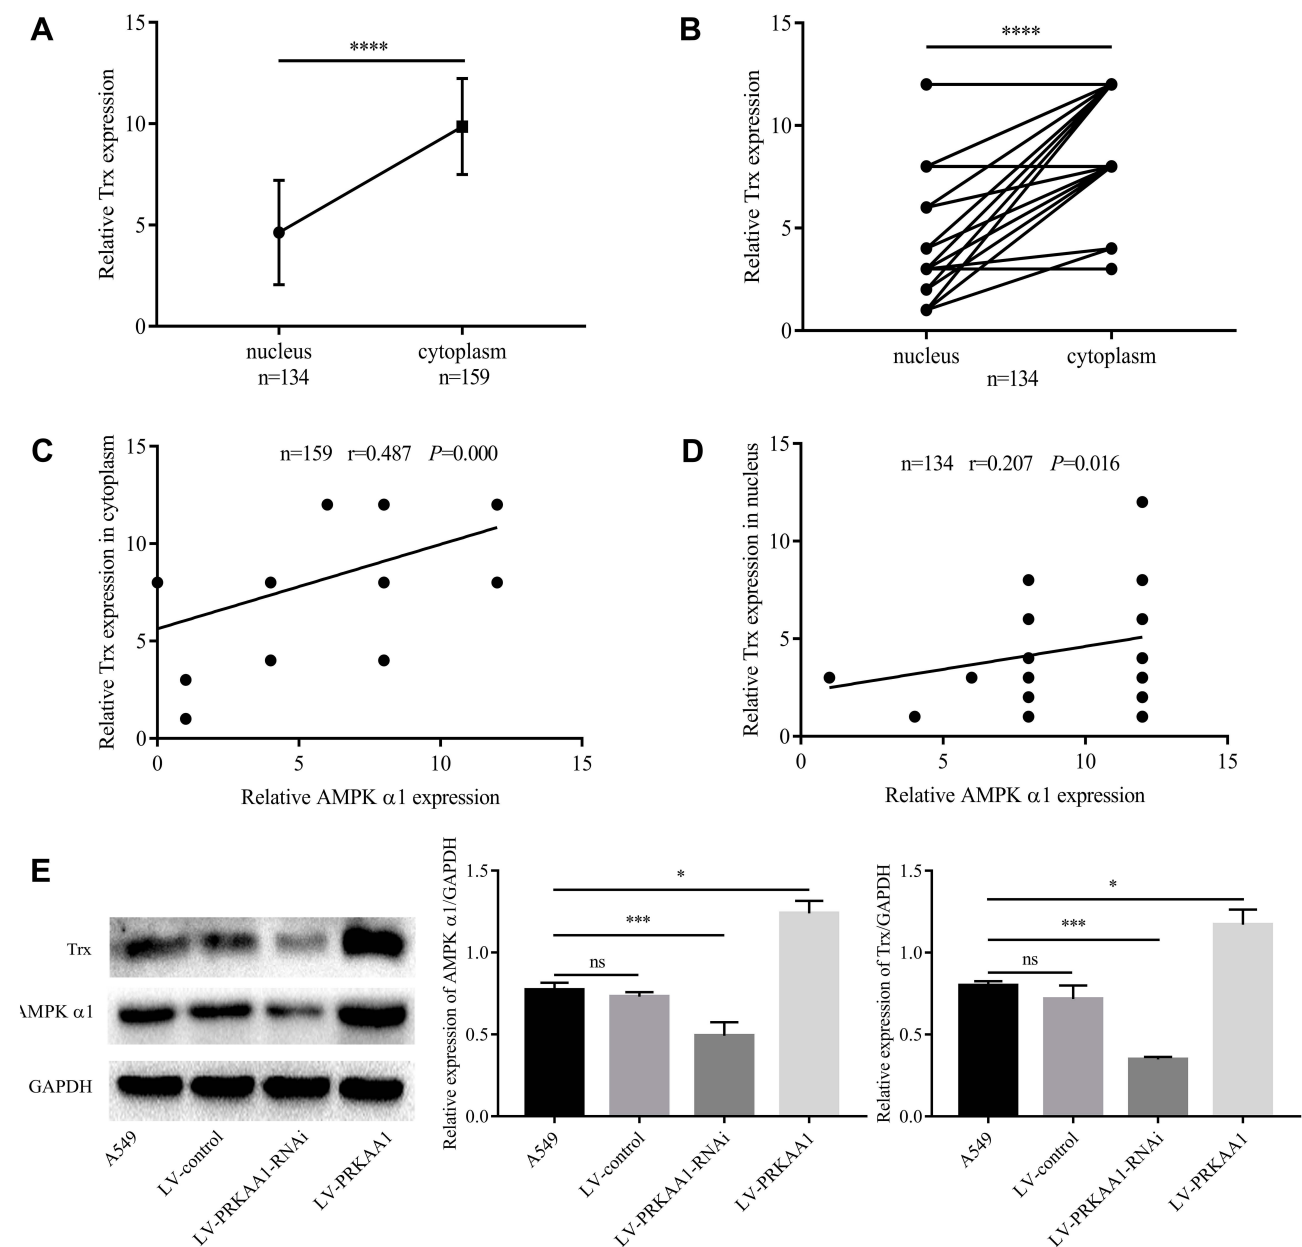 A
Relative Trx expression
15
10
5
0
****
nucleus
cytoplasm
n=134
n=159
B
Relative Trx expression
15
10
5
0
****
nucleus
cytoplasm
n=134
C
Relative Trx expression in cytoplasm
n=159 r=0.487 P=0.000
15
10
5
0
0 5 10 15
Relative AMPK α1 expression
D
Relative Trx expression in nucleus
n=134 r=0.207 P=0.016
15
10
5
0
0 5 10 15
Relative AMPK α1 expression
E
Trx
AMPK α1
GAPDH
A549
LV-control
LV-PRKAA1-RNAi
LV-PRKAA1
Relative expression of AMPK α1/GAPDH
1.5
1.0
0.5
0.0
*
***
ns
A549
LV-control
LV-PRKAA1-RNAi
LV-PRKAA1
Relative expression of Trx/GAPDH
1.5
1.0
0.5
0.0
*
***
ns
A549
LV-control
LV-PRKAA1-RNAi
LV-PRKAA1